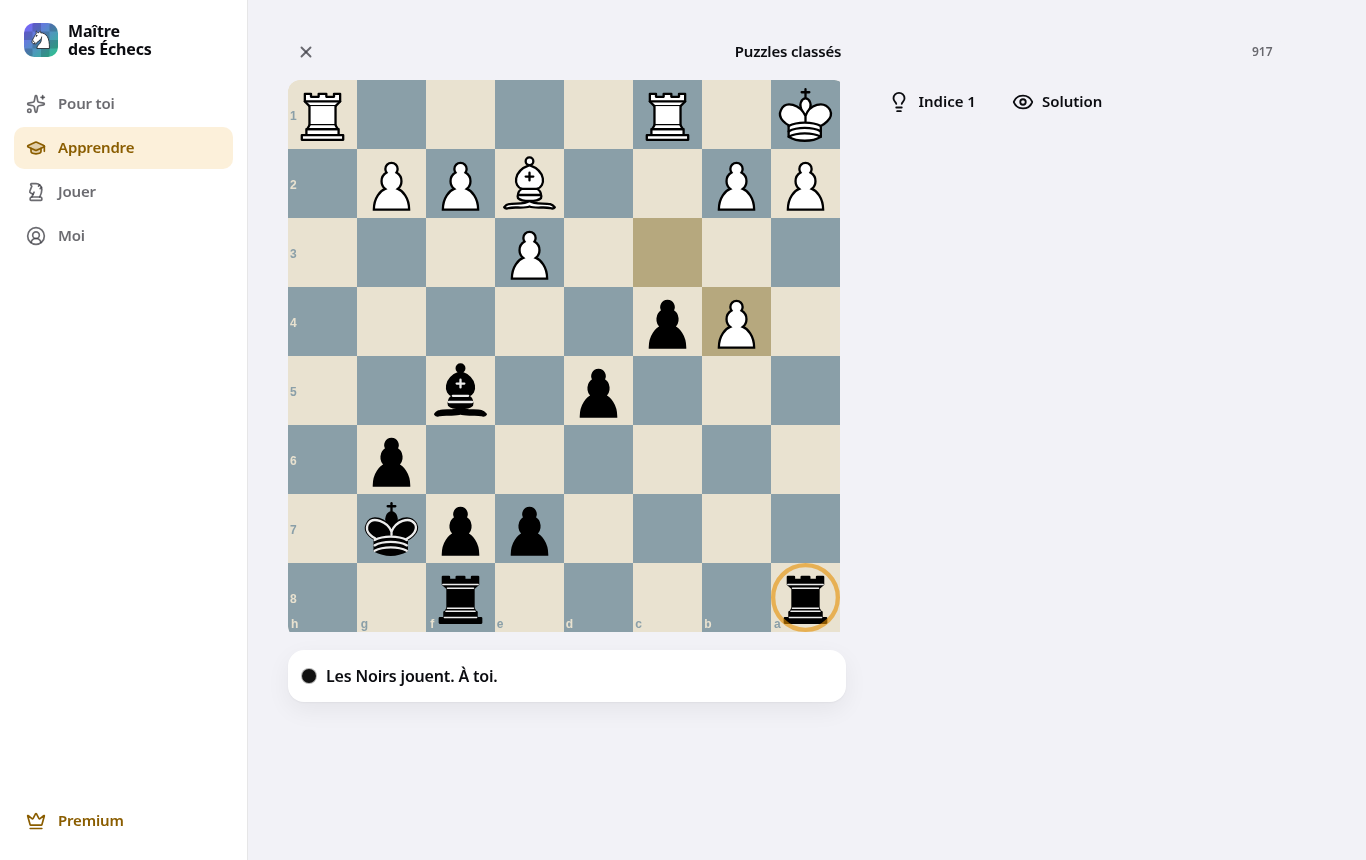 Maître
des Échecs
Pour toi
Apprendre
Jouer
Moi
Premium
Puzzles classés
917
1
2
3
4
5
6
7
8
h g f e d c b a
Indice 1
Solution
Les Noirs jouent. À toi.